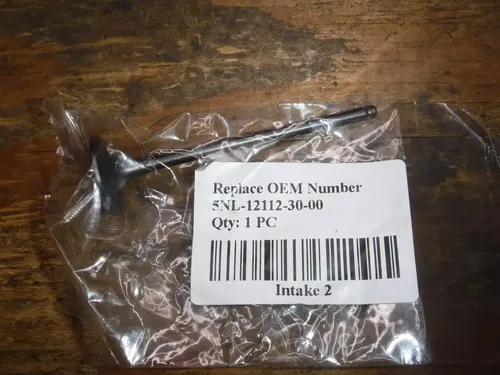 Replace OEM Number
5NL-12112-30-00
Qty: 1 PC
Intake 2